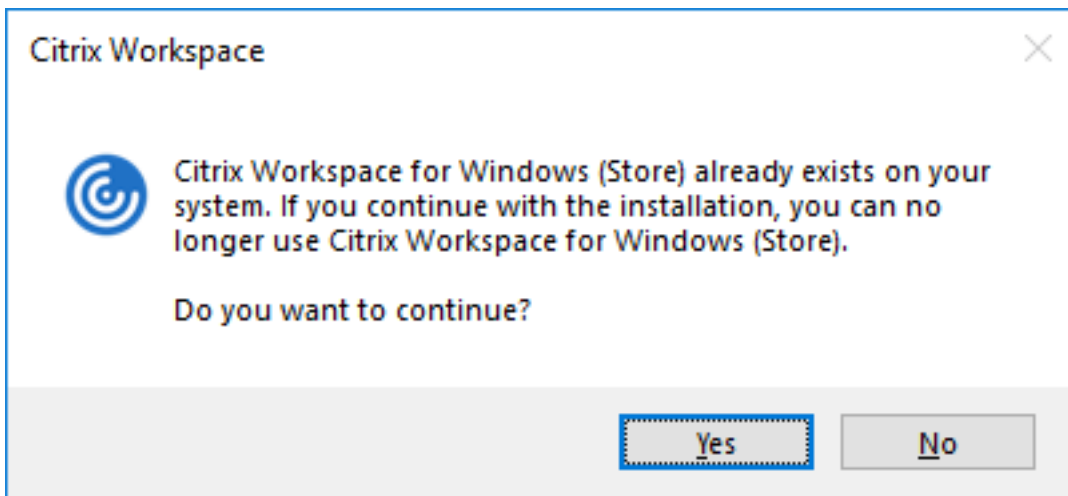 Citrix Workspace
Citrix Workspace for Windows (Store) already exists on your
system. If you continue with the installation, you can no
longer use Citrix Workspace for Windows (Store).
Do you want to continue?
Yes
No